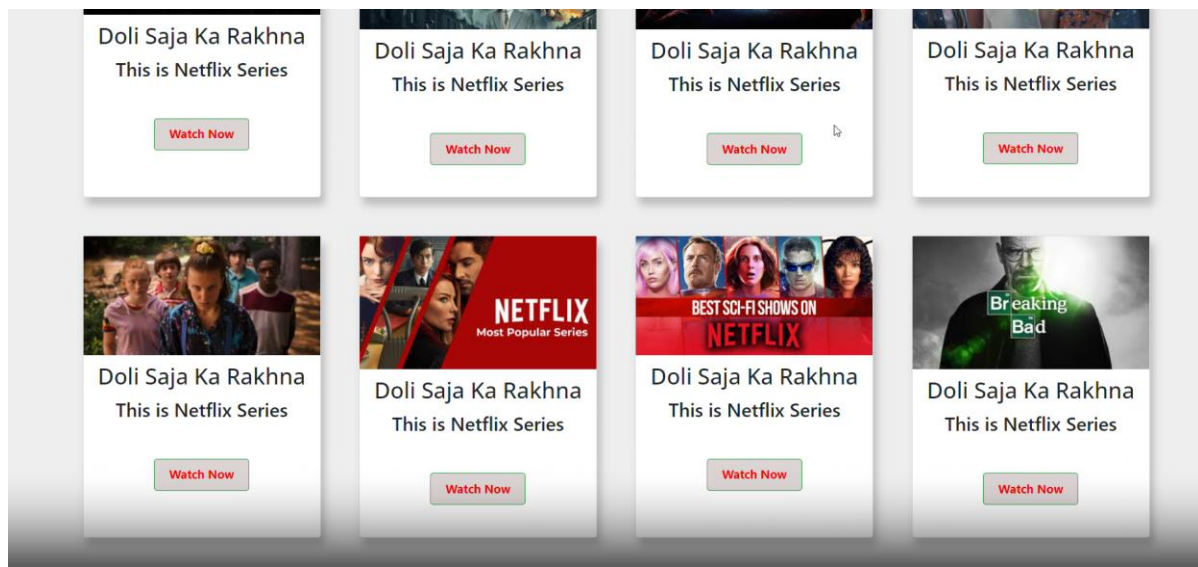 Doli Saja Ka Rakhna
This is Netflix Series
Watch Now
Doli Saja Ka Rakhna
This is Netflix Series
Watch Now
Doli Saja Ka Rakhna
This is Netflix Series
Watch Now
Doli Saja Ka Rakhna
This is Netflix Series
Watch Now
Doli Saja Ka Rakhna
This is Netflix Series
Watch Now
NETFLIX
Most Popular Series
Doli Saja Ka Rakhna
This is Netflix Series
Watch Now
BEST SCI-FI SHOWS ON
NETFLIX
Doli Saja Ka Rakhna
This is Netflix Series
Watch Now
Breaking
Bad
Doli Saja Ka Rakhna
This is Netflix Series
Watch Now